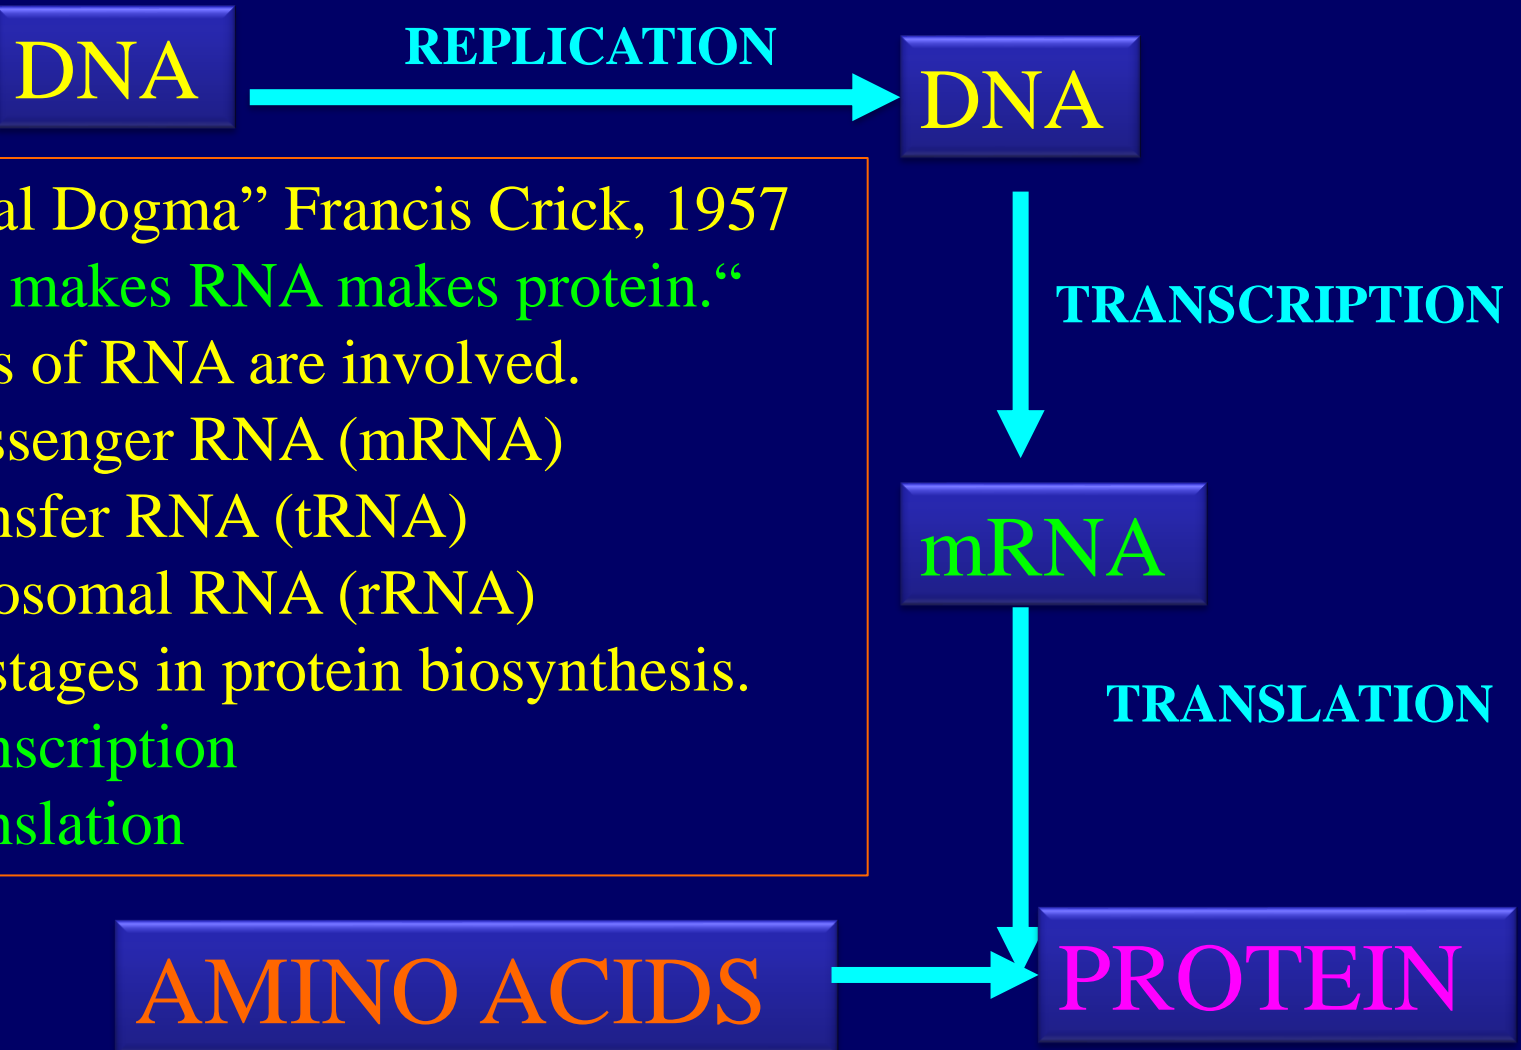 DNA
REPLICATION
DNA
al Dogma” Francis Crick, 1957
makes RNA makes protein.“
s of RNA are involved.
ssenger RNA (mRNA)
nsfer RNA (tRNA)
osomal RNA (rRNA)
stages in protein biosynthesis.
nscription
nslation
TRANSCRIPTION
mRNA
TRANSLATION
AMINO ACIDS
PROTEIN